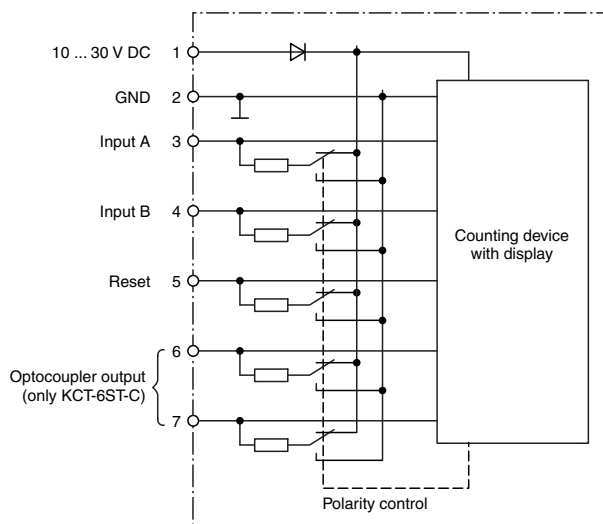 10 ... 30 V DC 1
GND 2
Input A 3
Input B 4
Reset 5
6
Optocoupler output
(only KCT-6ST-C)
7
Counting device
with display
Polarity control